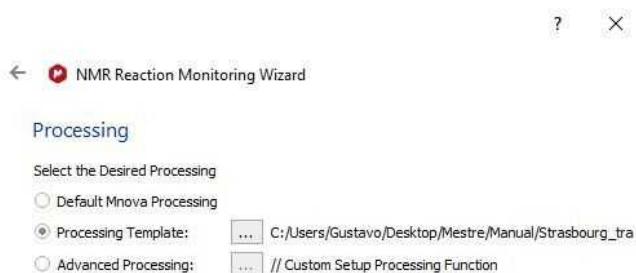 ?
NMR Reaction Monitoring Wizard
Processing
Select the Desired Processing
Default Mnova Processing
Processing Template: ... C:/Users/Gustavo/Desktop/Mestre/Manual/Strasbourg_tra
Advanced Processing: ... // Custom Setup Processing Function